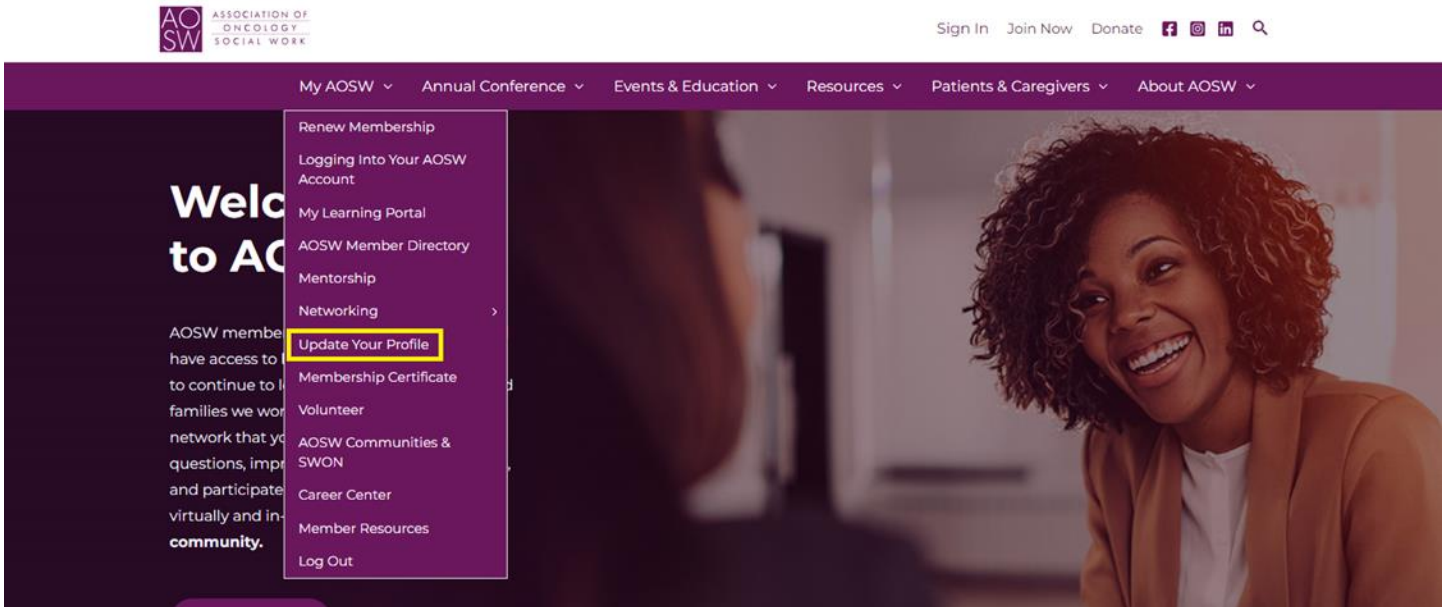 AO
SW
ASSOCIATION OF
ONCOLOGY
SOCIAL WORK
Sign In Join Now Donate
My AOSW Annual Conference Events & Education Resources Patients & Caregivers About AOSW
Renew Membership
Logging Into Your AOSW
Account
My Learning Portal
AOSW Member Directory
Mentorship
Networking
Update Your Profile
Membership Certificate
Volunteer
AOSW Communities &
SWON
Career Center
Member Resources
Log Out
Welc
to AO
AOSW membe
have access to
to continue to
families we wor
network that yo
questions, impr
and participate
virtually and in-
community.